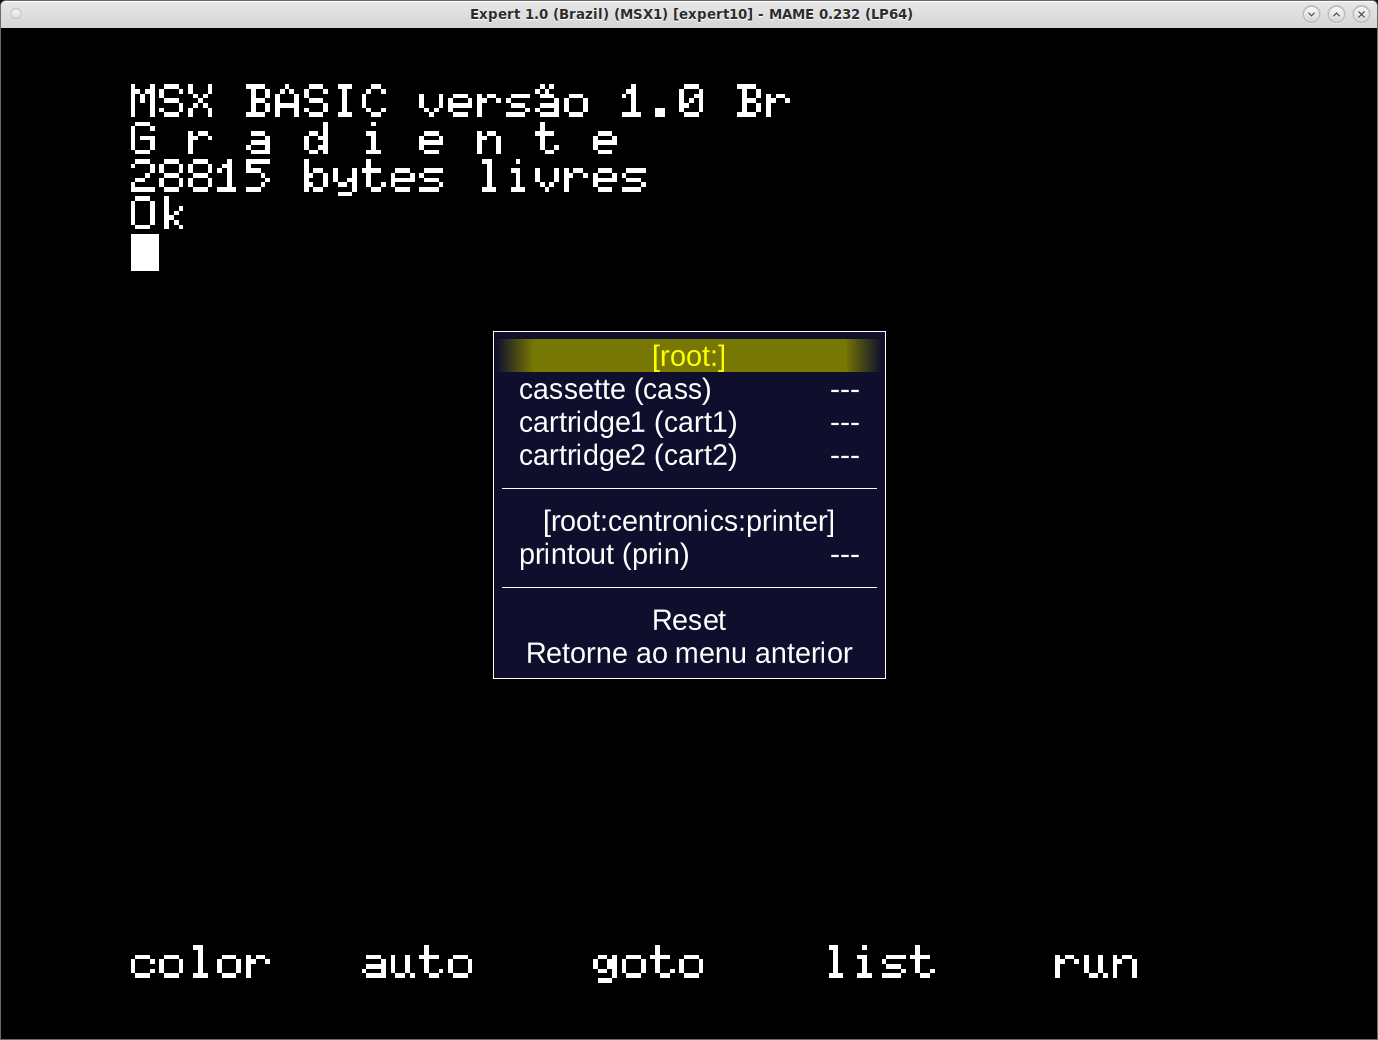 Expert 1.0 (Brazil) (MSX1) [expert10] - MAME 0.232 (LP64)
MSX BASIC versão 1.0 Br
G r a d i e n t e
28815 bytes livres
Ok
[root:]
cassette (cass) ---
cartridge1 (cart1) ---
cartridge2 (cart2) ---
[root:centronics:printer]
printout (prin) ---
Reset
Retorne ao menu anterior
color auto goto list run